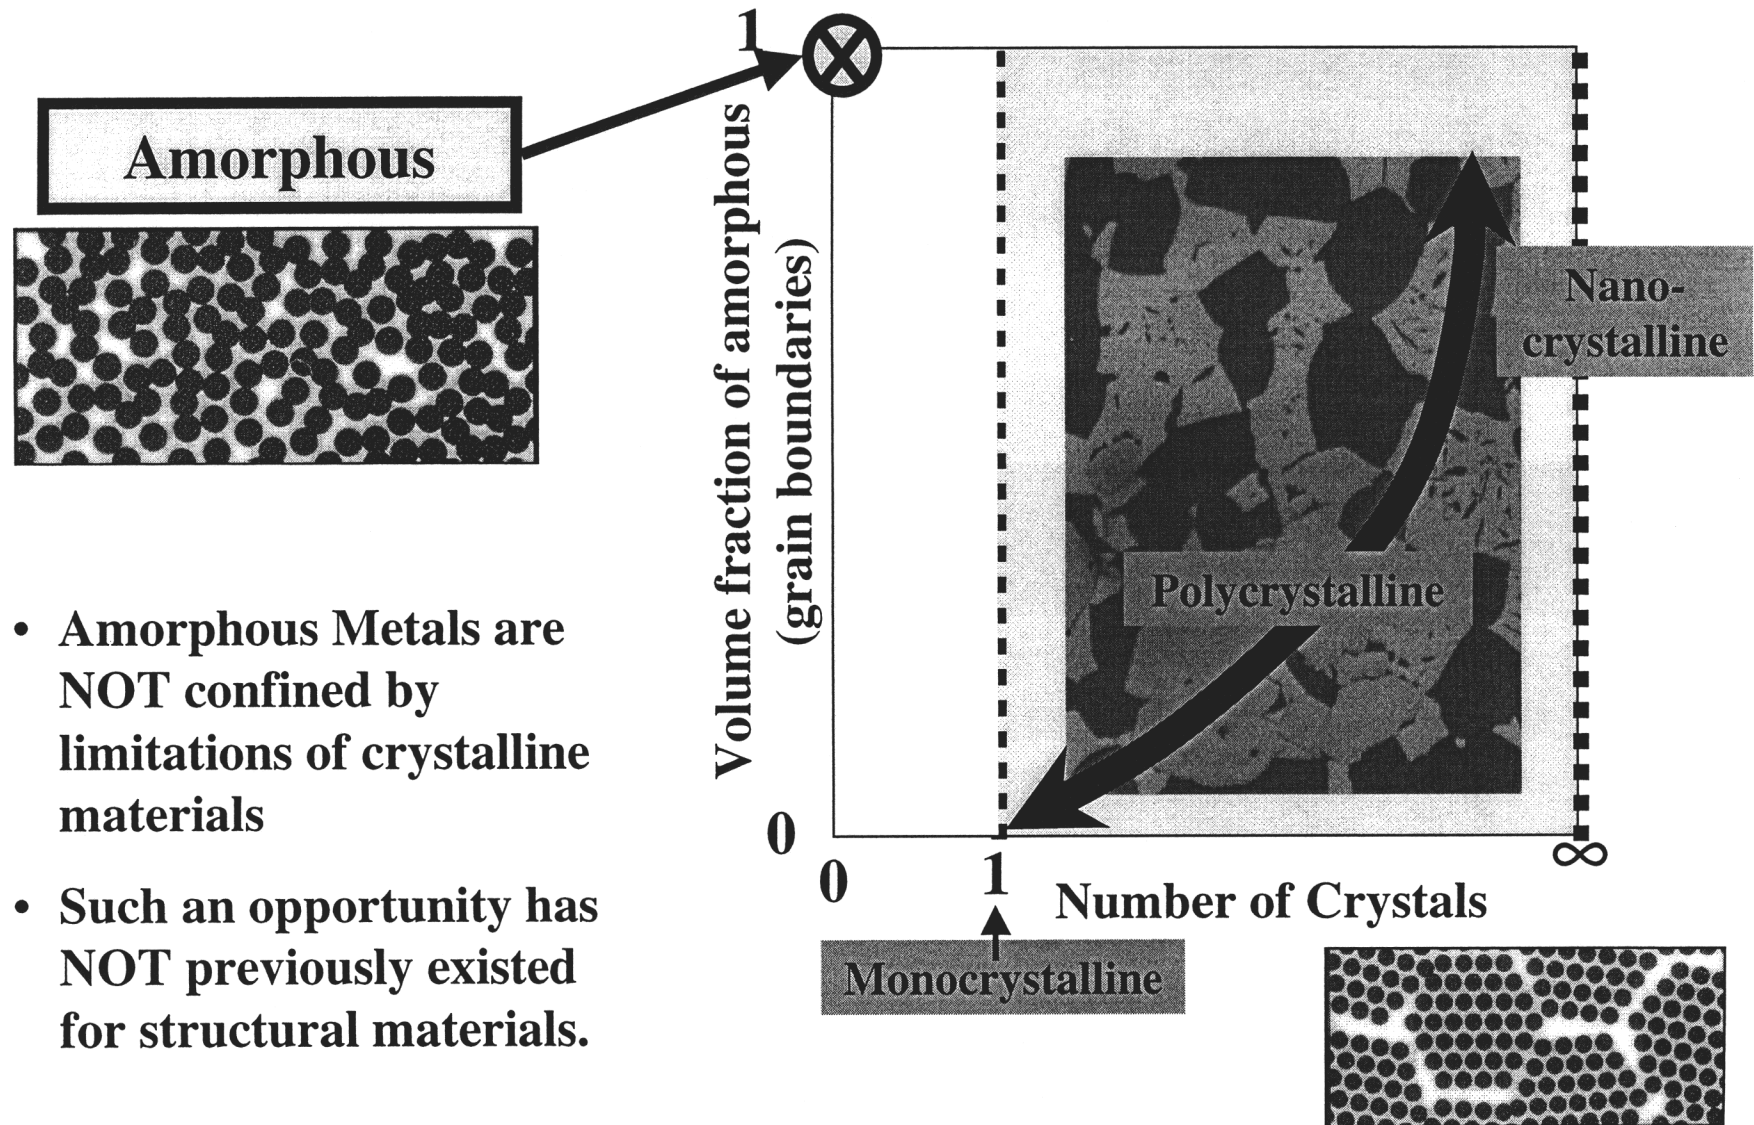 Amorphous
• Amorphous Metals are
NOT confined by
limitations of crystalline
materials
• Such an opportunity has
NOT previously existed
for structural materials.
1
Volume fraction of amorphous
(grain boundaries)
0
Nano-
crystalline
Polycrystalline
0
1
∞
Number of Crystals
Monocrystalline